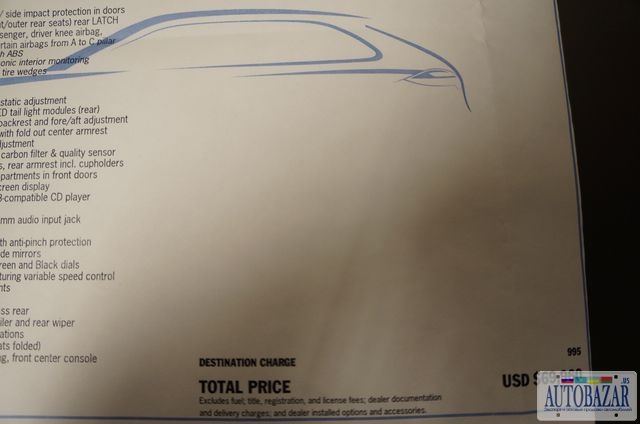 / side impact protection in doors
t/outer rear seats) rear LATCH
senger, driver knee airbag,
rtain airbags from A to C pillar
h ABS
onic interior monitoring
tire wedges
static adjustment
ED tail light modules (rear)
backrest and fore/aft adjustment
with fold out center armrest
justment
carbon filter & quality sensor
s, rear armrest incl. cupholders
partments in front doors
creen display
3-compatible CD player
mm audio input jack
th anti-pinch protection
de mirrors
reen and Black dials
turing variable speed control
nts
ss rear
iler and rear wiper
ations
ats folded)
ng, front center console
DESTINATION CHARGE 995
TOTAL PRICE USD
Excludes fuel; title, registration, and license fees; dealer documentation
and delivery charges; and dealer installed options and accessories.
AUTOBAZAR.us